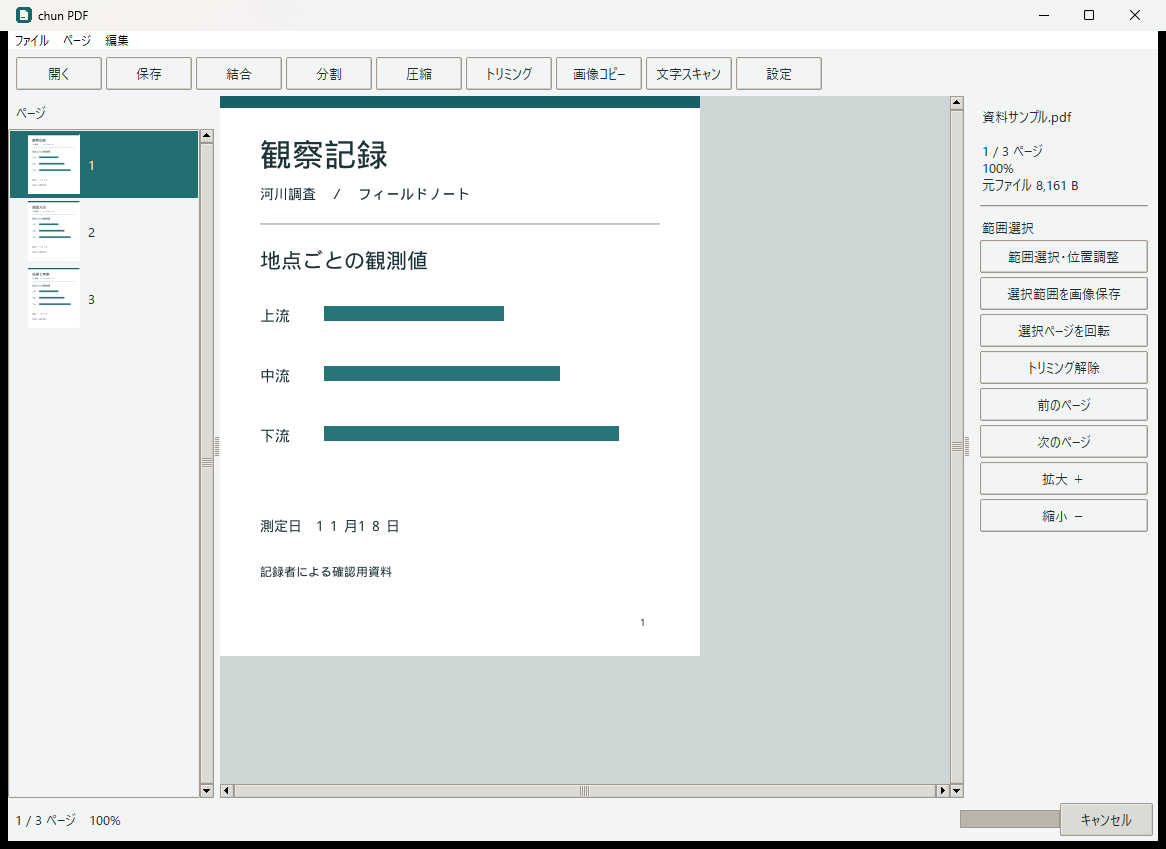 chun PDF
ファイル ページ 編集
開く 保存 結合 分割 圧縮 トリミング 画像コピー 文字スキャン 設定
ページ
1
2
3
観察記録
河川調査 / フィールドノート
地点ごとの観測値
上流
中流
下流
測定日 11月18日
記録者による確認用資料
1
資料サンプル.pdf
1 / 3 ページ
100%
元ファイル 8,161 B
範囲選択
範囲選択・位置調整
選択範囲を画像保存
選択ページを回転
トリミング解除
前のページ
次のページ
拡大 +
縮小 −
1 / 3 ページ 100%
キャンセル